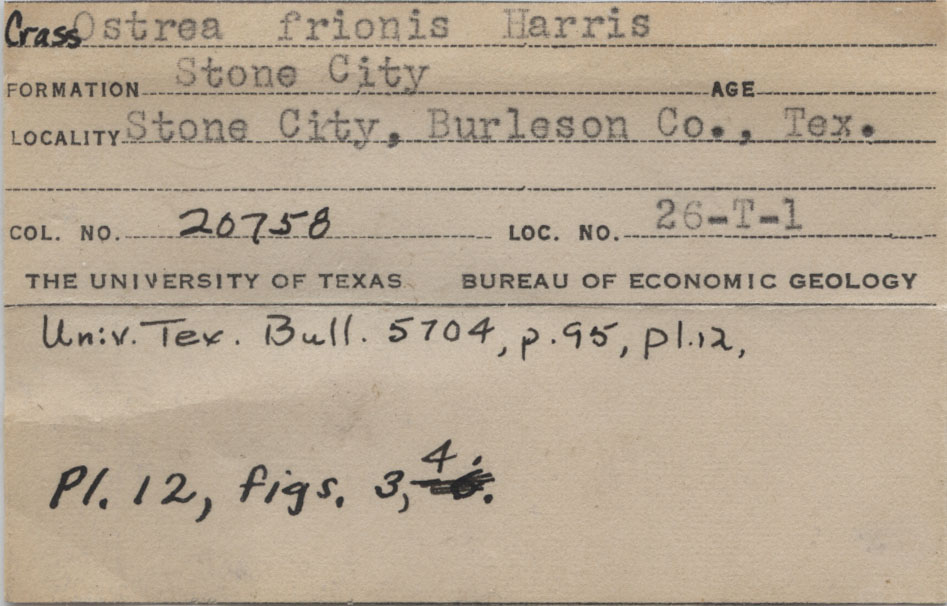 CrassOstrea frionis Harris
FORMATION Stone City AGE
LOCALITY Stone City, Burleson Co., Tex.
COL. NO. 20758 LOC. NO. 26-T-1
THE UNIVERSITY OF TEXAS BUREAU OF ECONOMIC GEOLOGY
Univ. Tex. Bull. 5704, p.95, pl.12,
Pl. 12, figs. 3, 4.